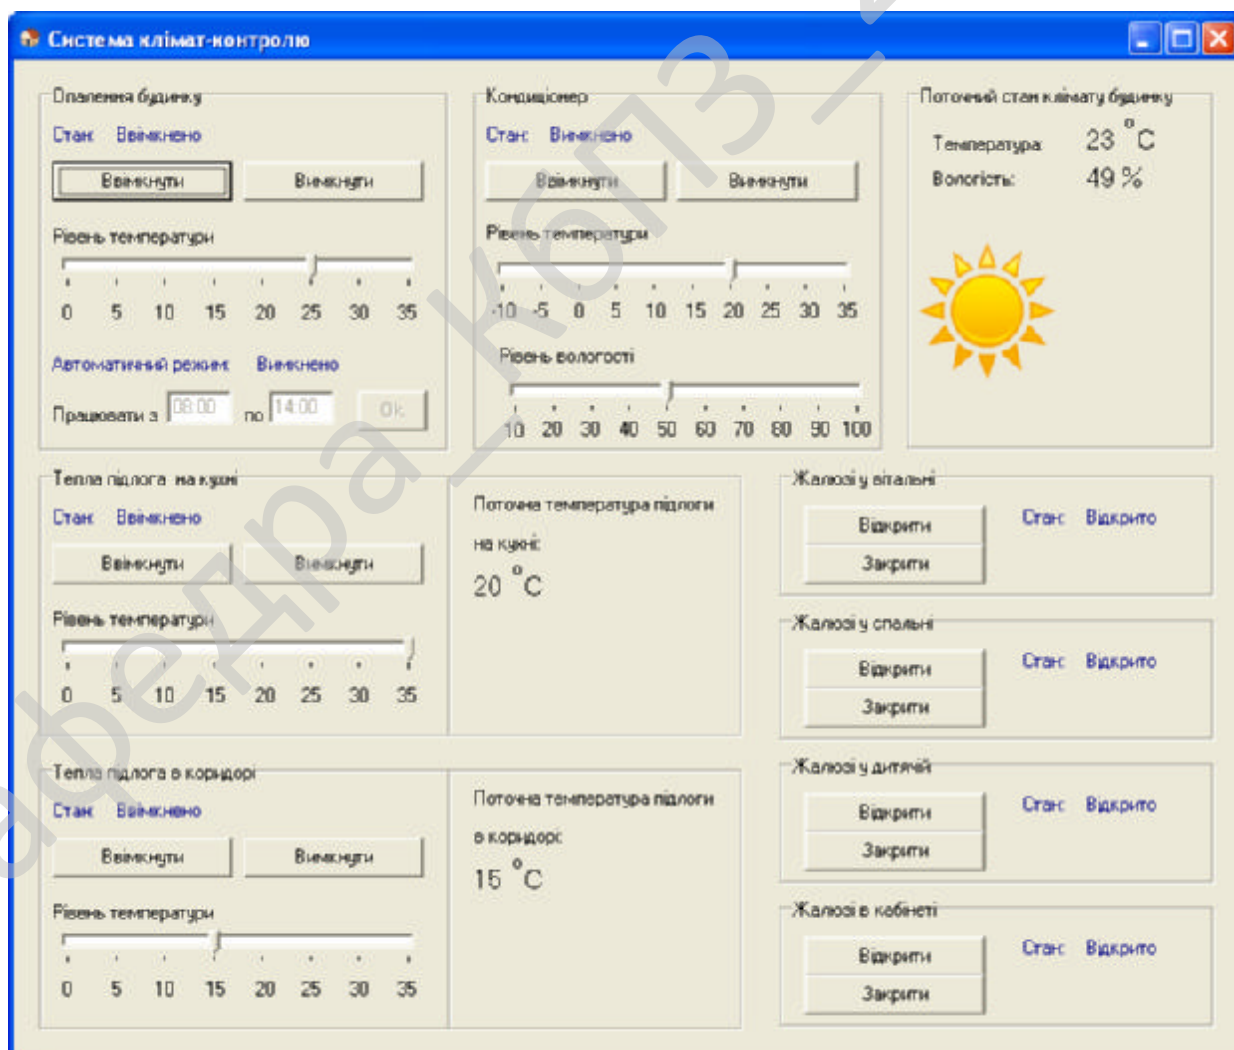 Система клімат-контролю
Опалення будинку
Стан: Ввімкнено
Ввімкнути Вимкнути
Рівень температури
0 5 10 15 20 25 30 35
Автоматичний режим: Вимкнено
Працювати з 08:00 по 14:00 Ok
Кондиціонер
Стан: Вимкнено
Ввімкнути Вимкнути
Рівень температури
-10 -5 0 5 10 15 20 25 30 35
Рівень вологості
10 20 30 40 50 60 70 80 90 100
Поточний стан клімату будинку
Температура: 23 °C
Вологість: 49 %
Тепла підлога на кухні
Стан: Ввімкнено
Ввімкнути Вимкнути
Рівень температури
0 5 10 15 20 25 30 35
Поточна температура підлоги
на кухні:
20 °C
Тепла підлога в коридорі
Стан: Ввімкнено
Ввімкнути Вимкнути
Рівень температури
0 5 10 15 20 25 30 35
Поточна температура підлоги
в коридорі:
15 °C
Жалюзі у вітальні
Відкрити Стан: Відкрито
Закрити
Жалюзі у спальні
Відкрити Стан: Відкрито
Закрити
Жалюзі у дитячій
Відкрити Стан: Відкрито
Закрити
Жалюзі в кабінеті
Відкрити Стан: Відкрито
Закрити
афедра_КбПЗ_